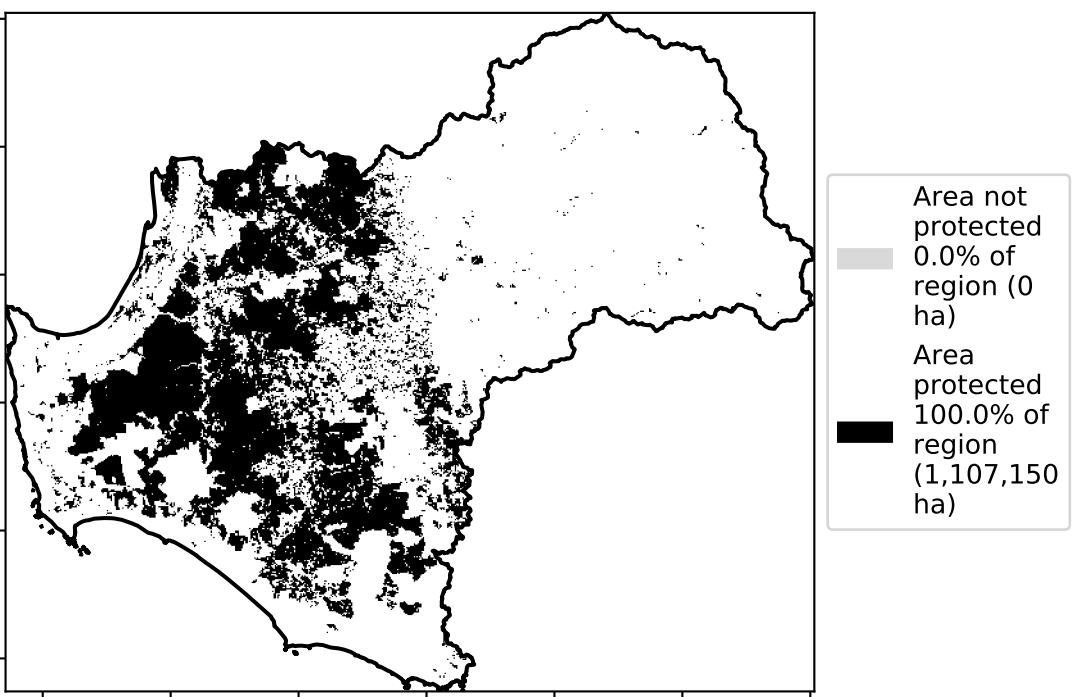 Area not
protected
0.0% of
region (0
ha)
Area
protected
100.0% of
region
(1,107,150
ha)